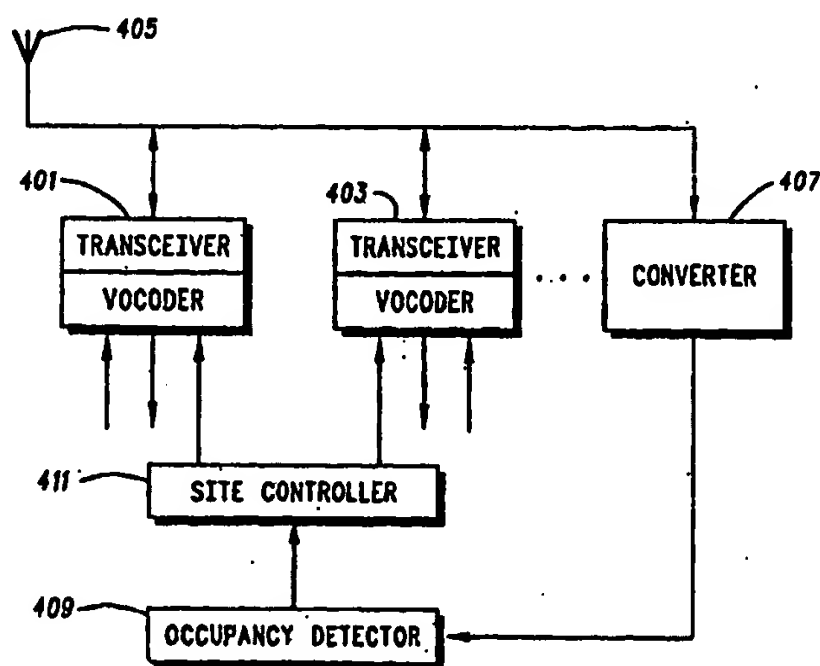 405
401
TRANSCEIVER
VOCODER
403
TRANSCEIVER
VOCODER
...
407
CONVERTER
411
SITE CONTROLLER
409
OCCUPANCY DETECTOR